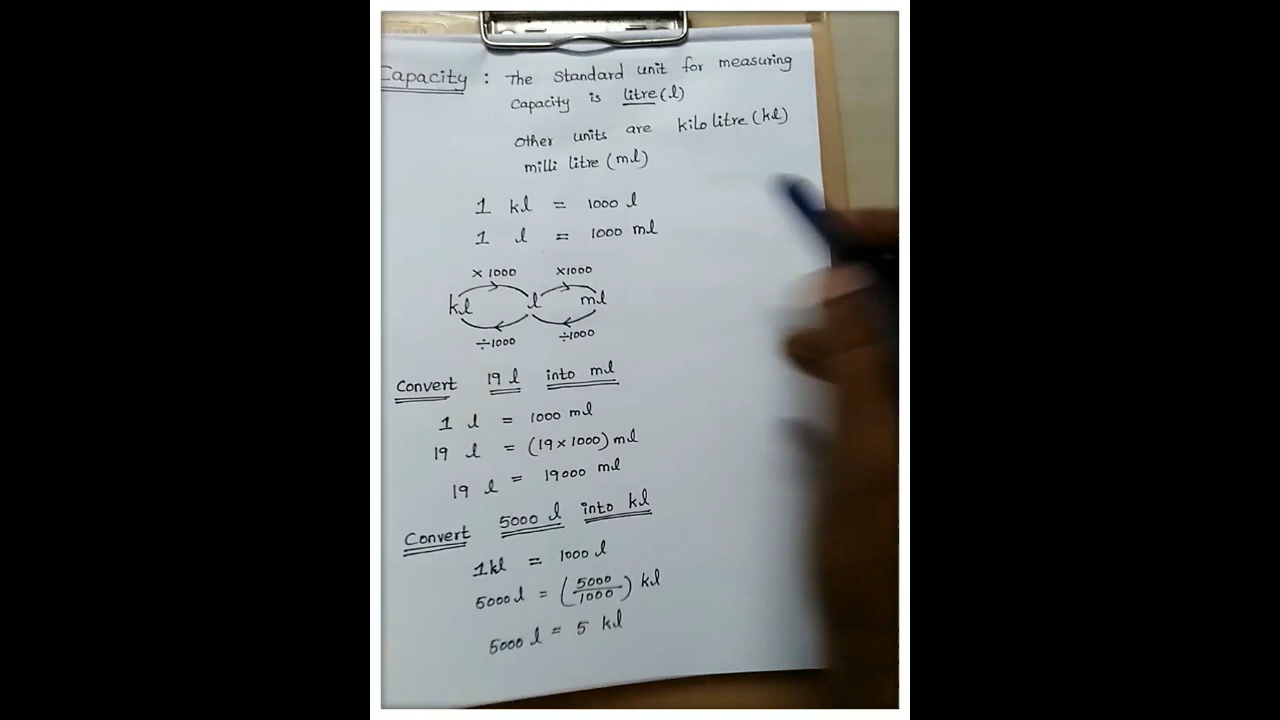 Capacity : The Standard unit for measuring
Capacity is litre (l)
Other units are kilo litre (kl)
milli litre (ml)
1 kl = 1000 l
1 l = 1000 ml
× 1000 ×1000
kl l ml
÷1000 ÷1000
Convert 19 l into ml
1 l = 1000 ml
19 l = (19 × 1000) ml
19 l = 19000 ml
Convert 5000 l into kl
1kl = 1000 l
5000 l = (5000/1000) kl
5000 l = 5 kl